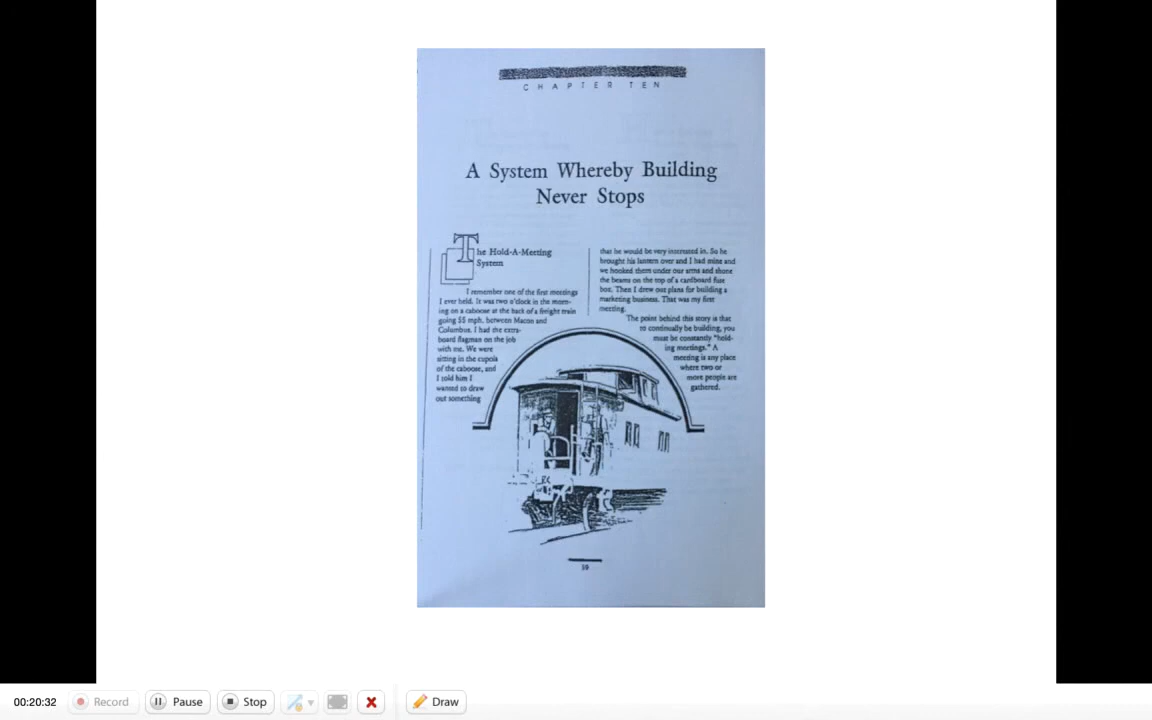 CHAPTER TEN
A System Whereby Building
Never Stops
The Hold-A-Meeting
System
I remember one of the first meetings
I ever held. It was two o'clock in the morn-
ing on a caboose at the back of a freight train
going 55 mph, between Macon and
Columbus. I had the extra-
board flagman on the job
with me. We were
sitting in the cupola
of the caboose, and
I told him I
wanted to draw
out something
that he would be very interested in. So he
brought his lantern over and I had mine and
we hooked them under our arms and shone
the beams on the top of a cardboard fuse
box. Then I drew out plans for building a
marketing business. That was my first
meeting.
The point behind this story is that
to continually be building, you
must be constantly "hold-
ing meetings." A
meeting is any place
where two or
more people are
gathered.
00:20:32
Record
Pause
Stop
Draw